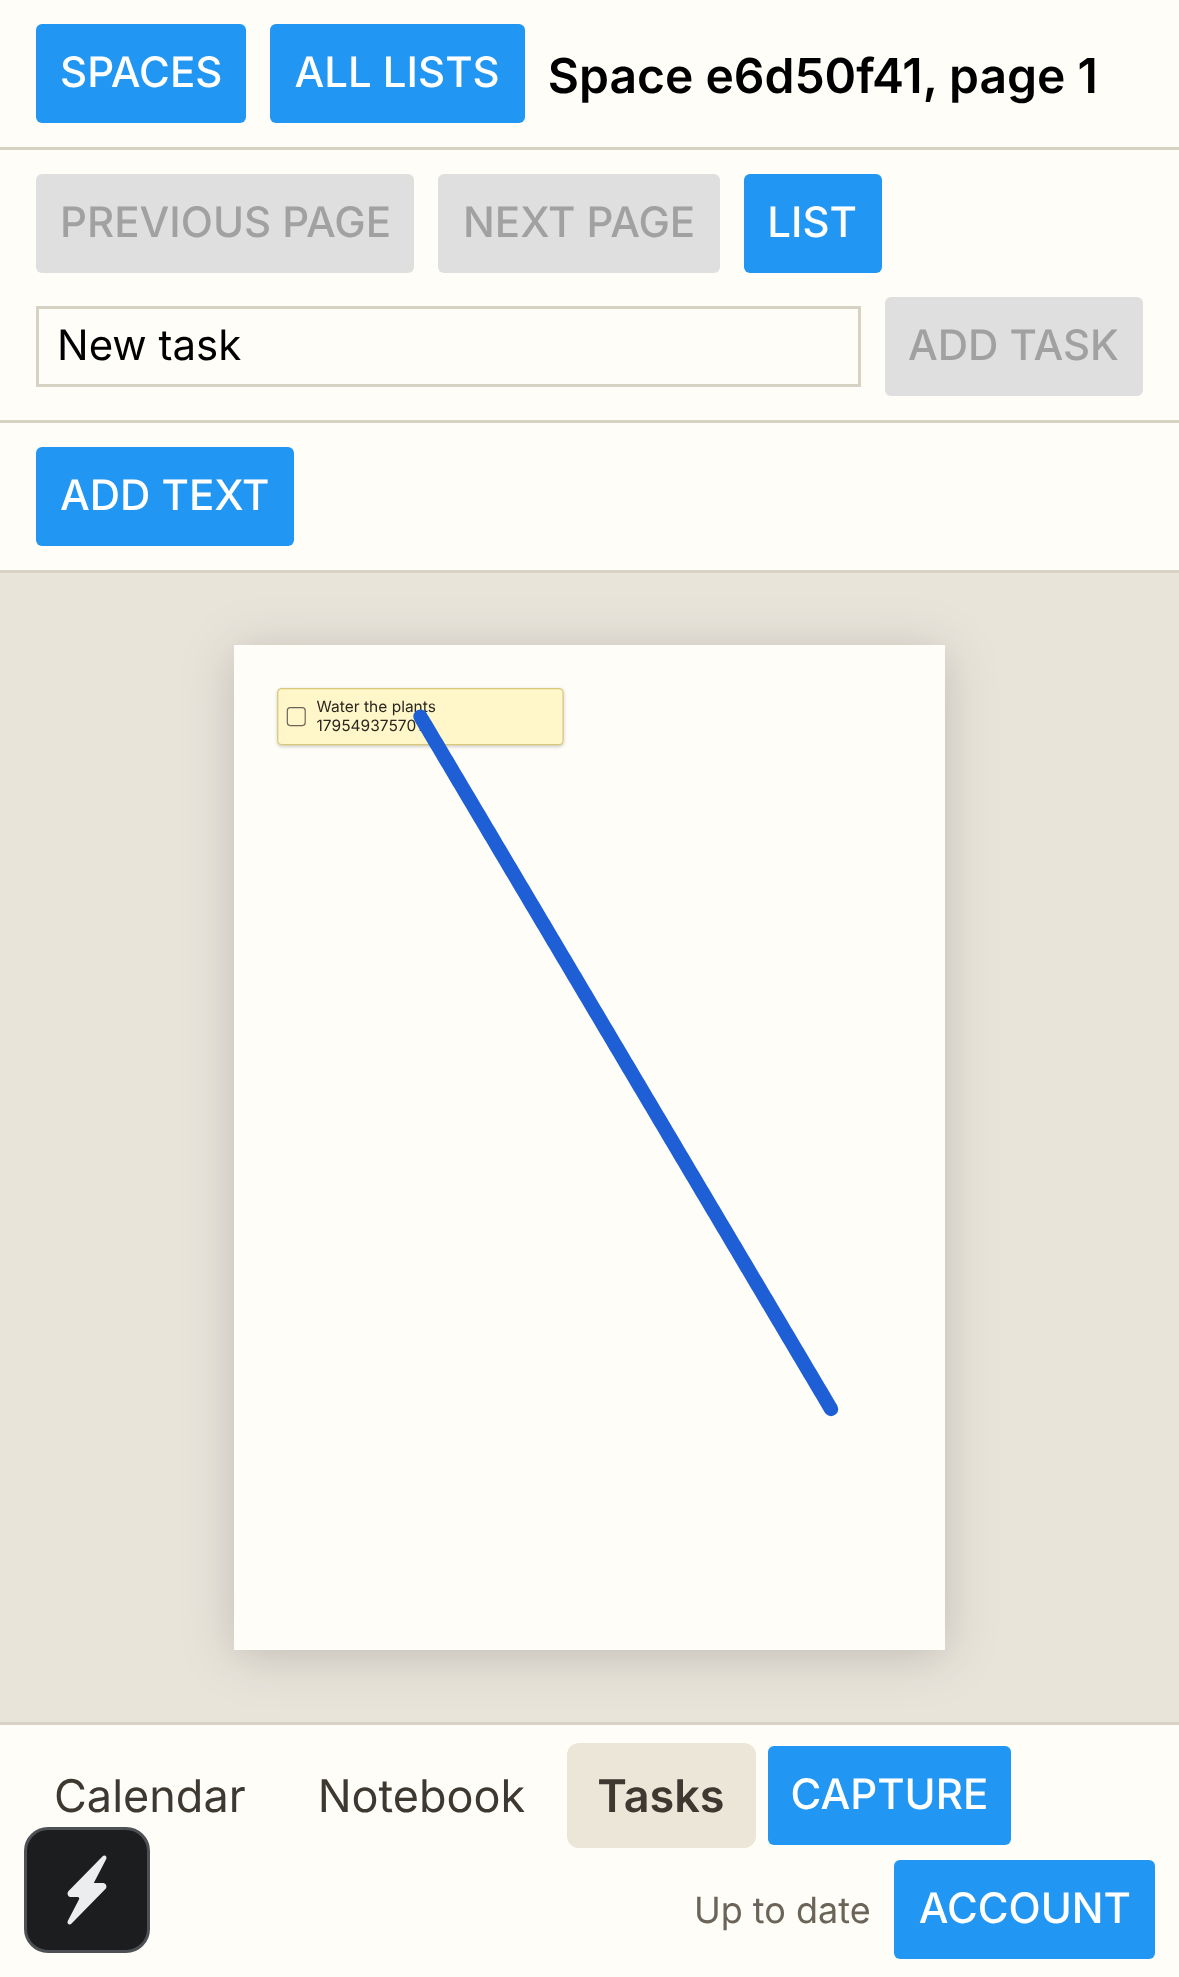 SPACES
ALL LISTS
Space e6d50f41, page 1
PREVIOUS PAGE
NEXT PAGE
LIST
New task
ADD TASK
ADD TEXT
Water the plants
Calendar
Notebook
Tasks
CAPTURE
Up to date
ACCOUNT